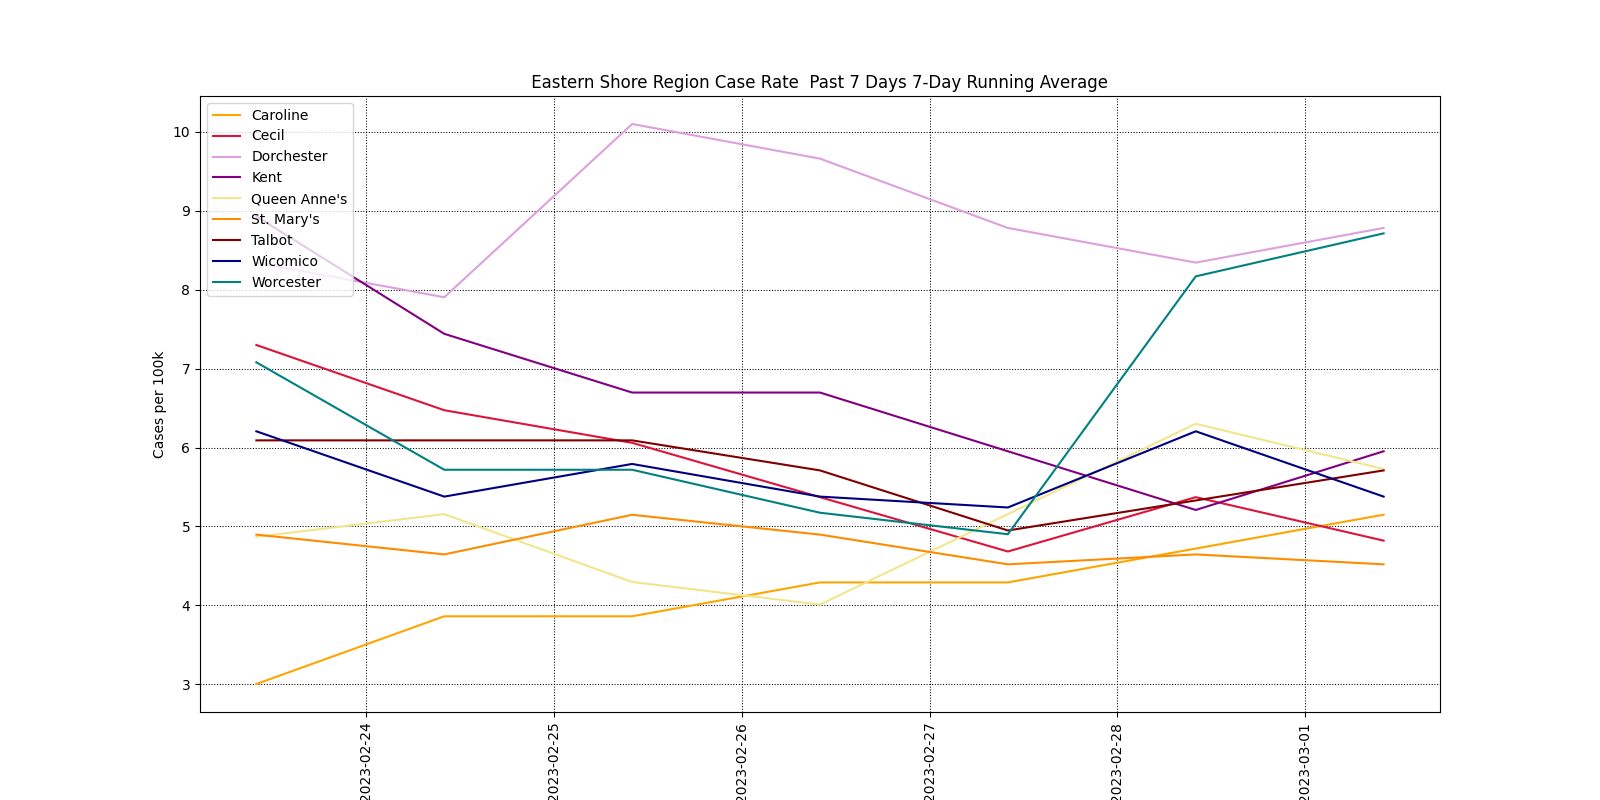 Eastern Shore Region Case Rate  Past 7 Days 7-Day Running Average
Caroline
Cecil
Dorchester
Kent
Queen Anne's
St. Mary's
Talbot
Wicomico
Worcester
Cases per 100k
10
9
8
7
6
5
4
3
2023-02-24
2023-02-25
2023-02-26
2023-02-27
2023-02-28
2023-03-01